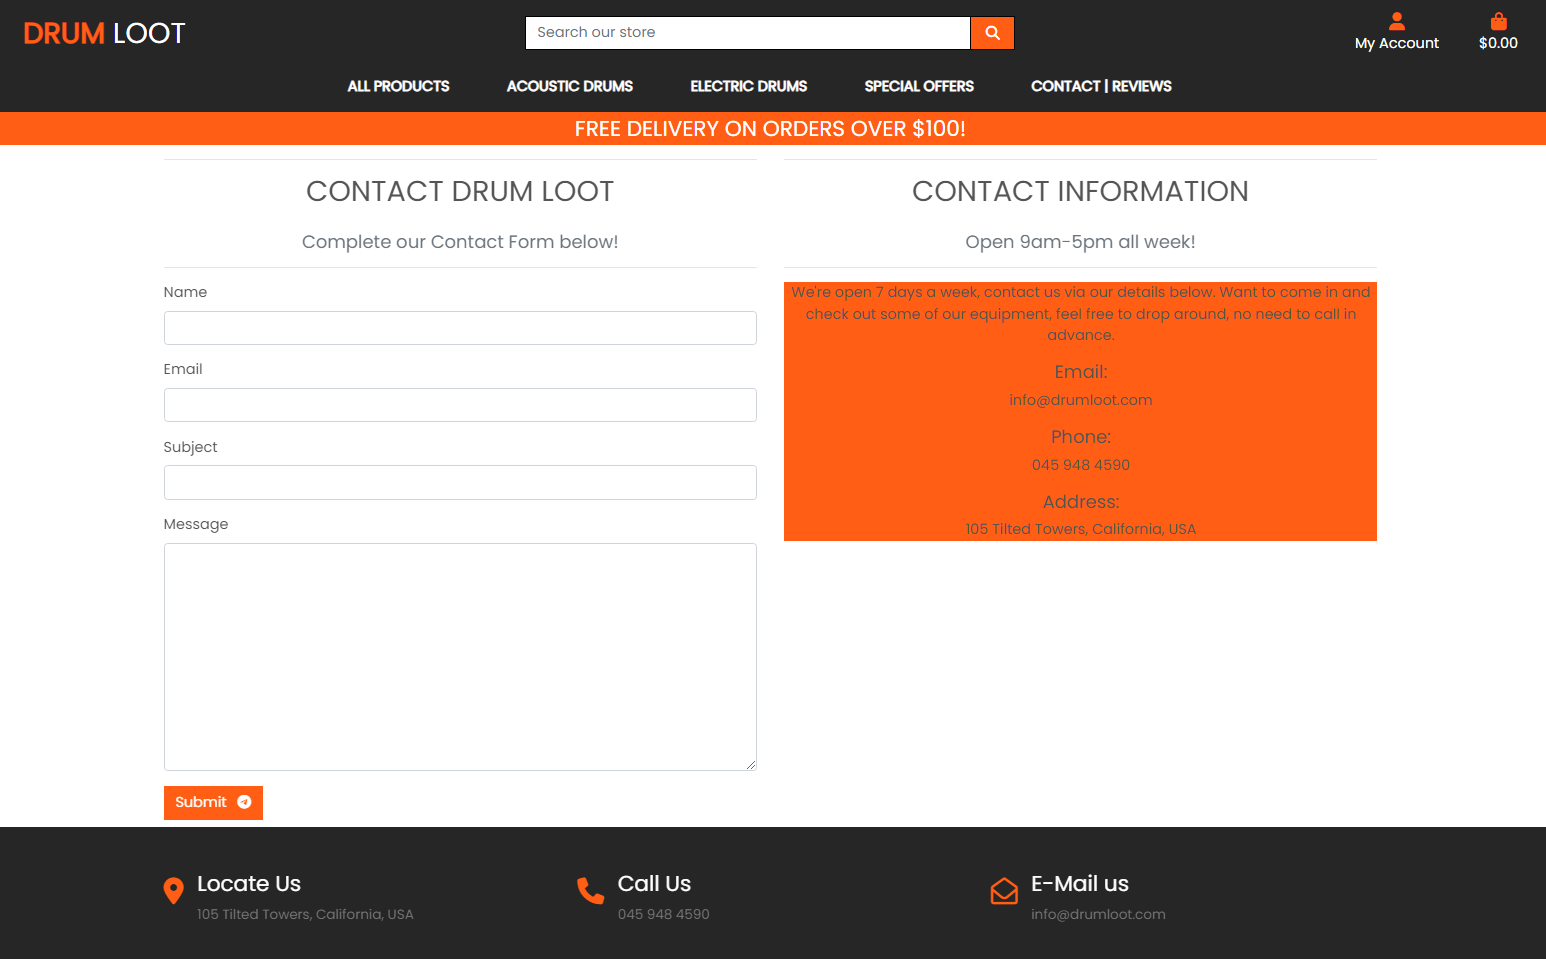 DRUM LOOT
Search our store
My Account
$0.00
ALL PRODUCTS
ACOUSTIC DRUMS
ELECTRIC DRUMS
SPECIAL OFFERS
CONTACT | REVIEWS
FREE DELIVERY ON ORDERS OVER $100!
CONTACT DRUM LOOT
Complete our Contact Form below!
Name
Email
Subject
Message
Submit
CONTACT INFORMATION
Open 9am-5pm all week!
We're open 7 days a week, contact us via our details below. Want to come in and
check out some of our equipment, feel free to drop around, no need to call in
advance.
Email:
info@drumloot.com
Phone:
045 948 4590
Address:
105 Tilted Towers, California, USA
Locate Us
105 Tilted Towers, California, USA
Call Us
045 948 4590
E-Mail us
info@drumloot.com